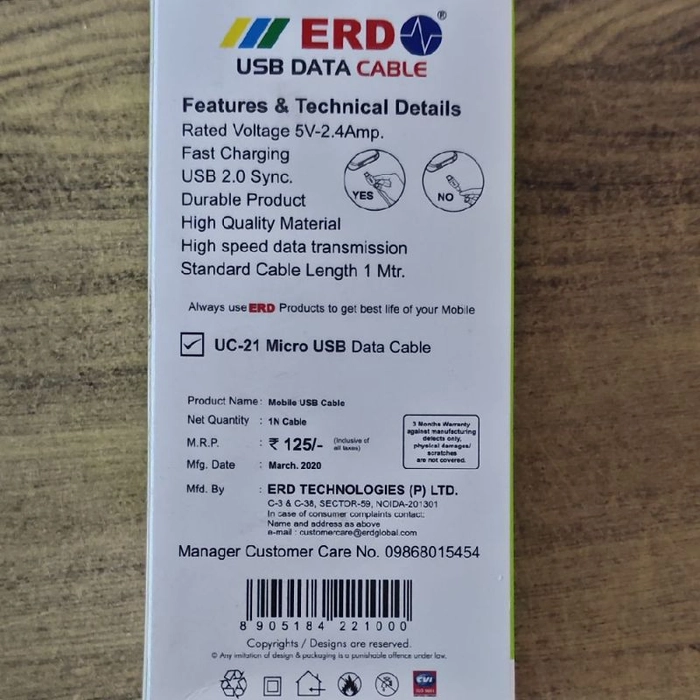 ERD ®
USB DATA CABLE
Features & Technical Details
Rated Voltage 5V-2.4Amp.
Fast Charging
USB 2.0 Sync.
Durable Product
YES NO
High Quality Material
High speed data transmission
Standard Cable Length 1 Mtr.
Always use ERD Products to get best life of your Mobile
UC-21 Micro USB Data Cable
Product Name: Mobile USB Cable
Net Quantity : 1N Cable
M.R.P. : ₹ 125/- (Inclusive of
all taxes)
Mfg. Date : March. 2020
3 Months Warranty
against manufacturing
defects only,
physical damages/
scratches
are not covered.
Mfd. By : ERD TECHNOLOGIES (P) LTD.
C-3 & C-38, SECTOR-59, NOIDA-201301
In case of consumer complaints contact:
Name and address as above
e-mail : customercare@erdglobal.com
Manager Customer Care No. 09868015454
8 905184 221000
Copyrights / Designs are reserved.
© Any imitation of design & packaging is a punishable offence under law.
CVI